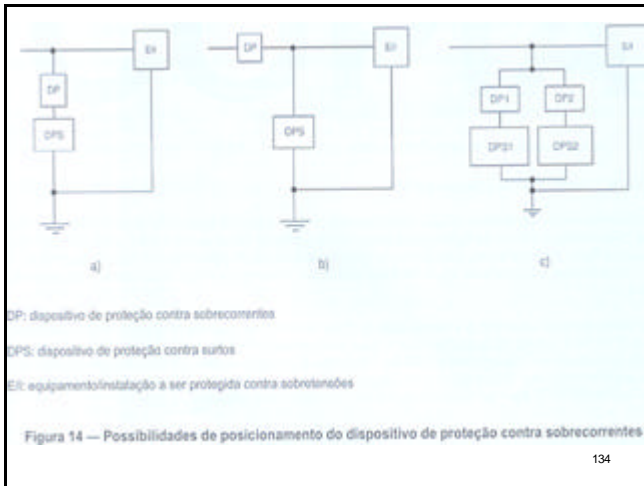 E/I
DP
E/I
E/I
DP
DP1
DP2
DPS
DPS
DPS1
DPS2
a)
b)
c)
DP: dispositivo de proteção contra sobrecorrentes
DPS: dispositivo de proteção contra surtos
E/I: equipamento/instalação a ser protegida contra sobretensões
Figura 14 — Possibilidades de posicionamento do dispositivo de proteção contra sobrecorrentes
134